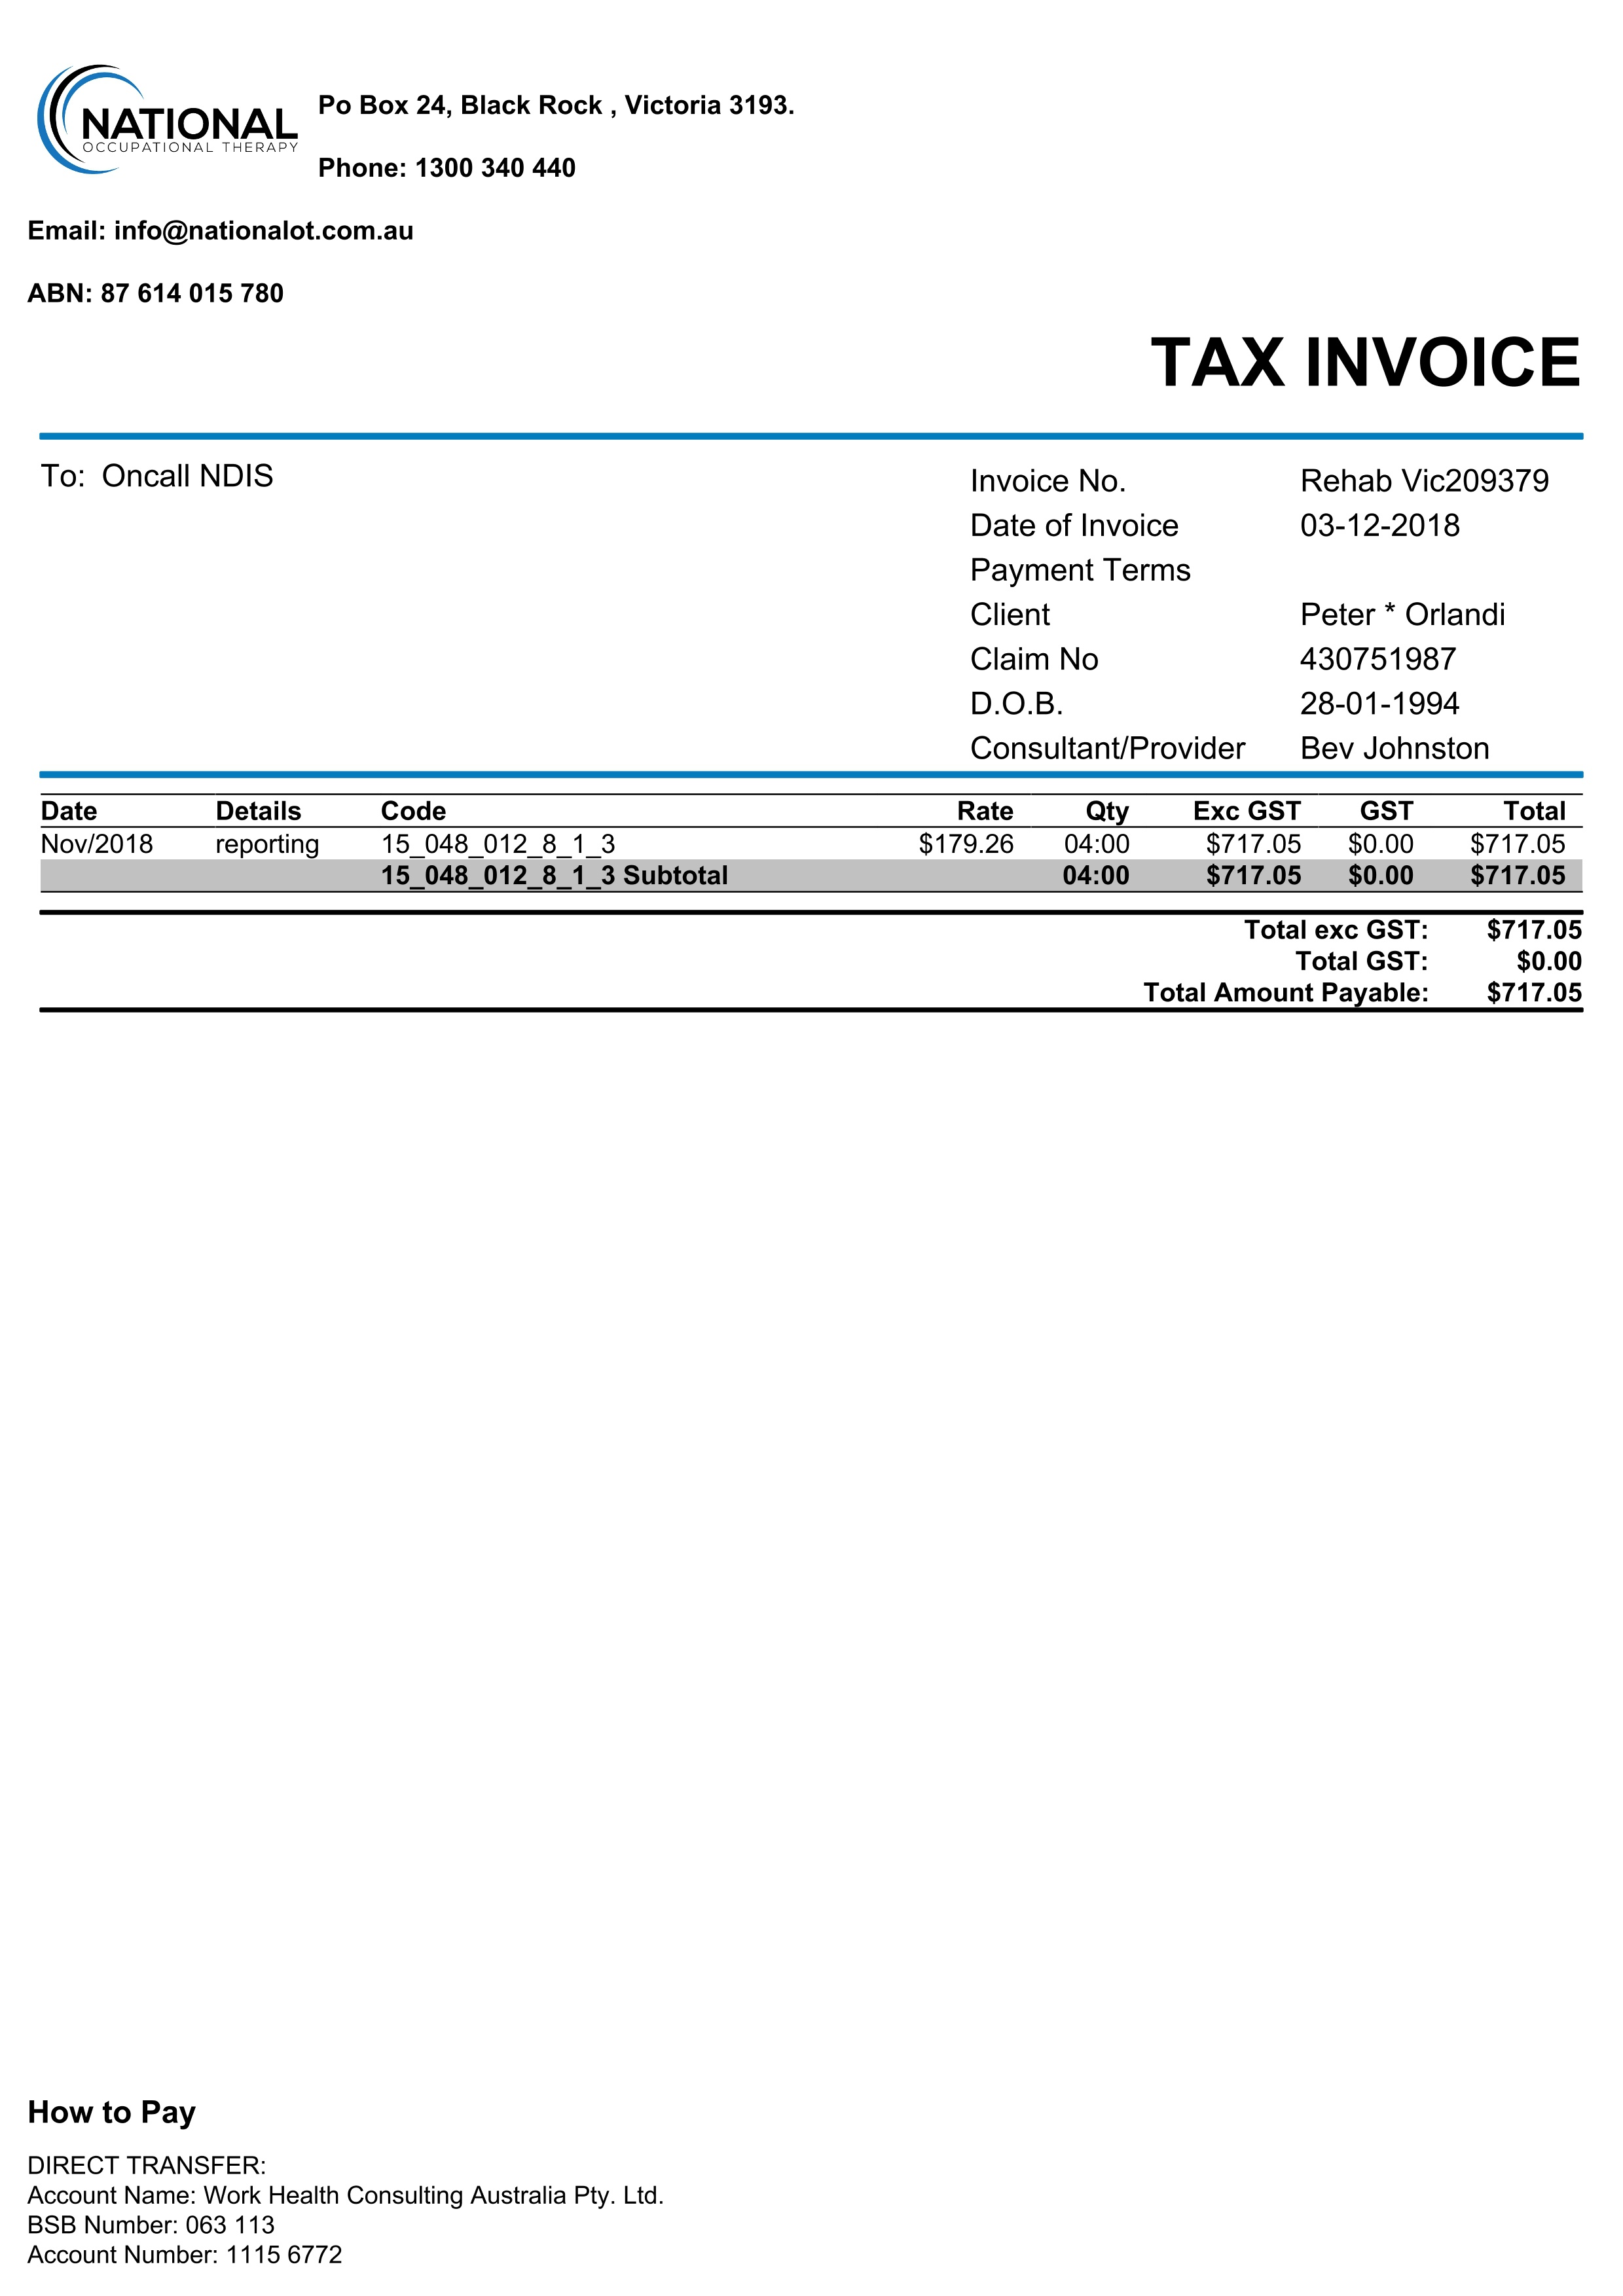 NATIONAL
OCCUPATIONAL THERAPY
Po Box 24, Black Rock , Victoria 3193.
Phone: 1300 340 440
Email: info@nationalot.com.au
ABN: 87 614 015 780
TAX INVOICE
To: Oncall NDIS
Invoice No. Rehab Vic209379
Date of Invoice 03-12-2018
Payment Terms
Client Peter * Orlandi
Claim No 430751987
D.O.B. 28-01-1994
Consultant/Provider Bev Johnston
Date Details Code Rate Qty Exc GST GST Total
Nov/2018 reporting 15_048_012_8_1_3 $179.26 04:00 $717.05 $0.00 $717.05
15_048_012_8_1_3 Subtotal 04:00 $717.05 $0.00 $717.05
Total exc GST: $717.05
Total GST: $0.00
Total Amount Payable: $717.05
How to Pay
DIRECT TRANSFER:
Account Name: Work Health Consulting Australia Pty. Ltd.
BSB Number: 063 113
Account Number: 1115 6772